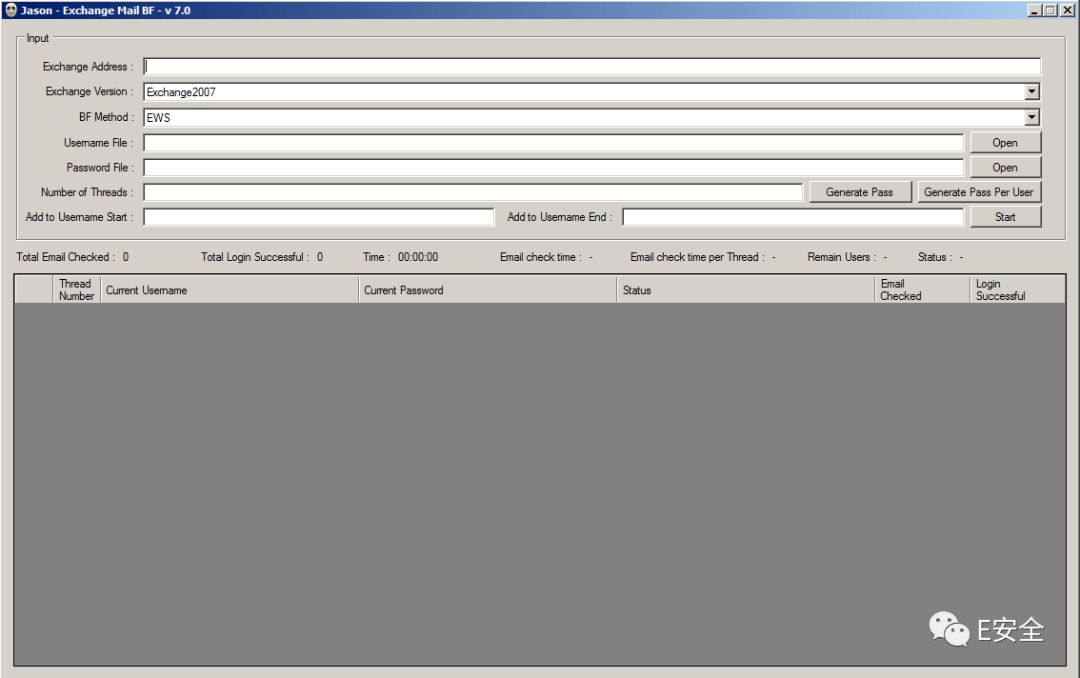 Jason - Exchange Mail BF - v 7.0
Input
Exchange Address :
Exchange Version : Exchange2007
BF Method : EWS
Username File : Open
Password File : Open
Number of Threads : Generate Pass Generate Pass Per User
Add to Username Start : Add to Username End : Start
Total Email Checked : 0 Total Login Successful : 0 Time : 00:00:00 Email check time : - Email check time per Thread : - Remain Users : - Status : -
Thread Number Current Username Current Password Status Email Checked Login Successful
E安全